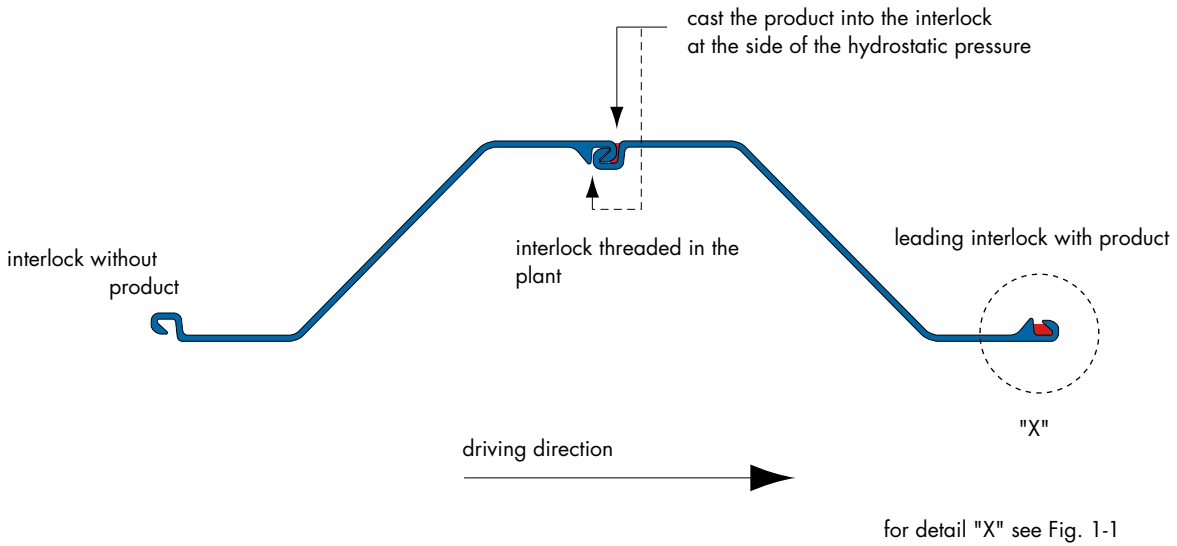 cast the product into the interlock
at the side of the hydrostatic pressure
interlock without
product
interlock threaded in the
plant
leading interlock with product
"X"
driving direction
for detail "X" see Fig. 1-1